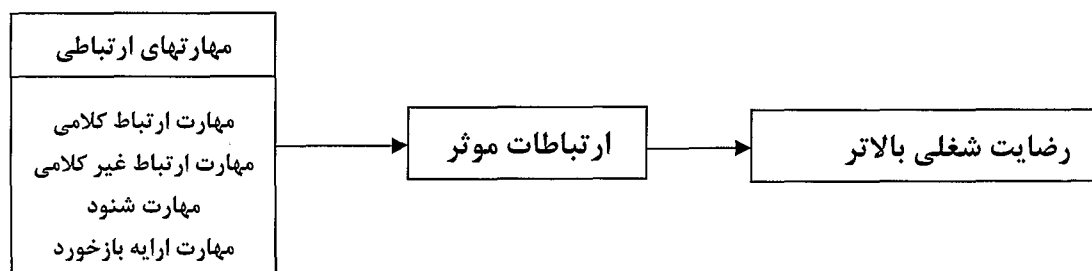 مهارتهای ارتباطی
مهارت ارتباط کلامی
مهارت ارتباط غیر کلامی
مهارت شنود
مهارت ارایه بازخورد
ارتباطات موثر
رضایت شغلی بالاتر